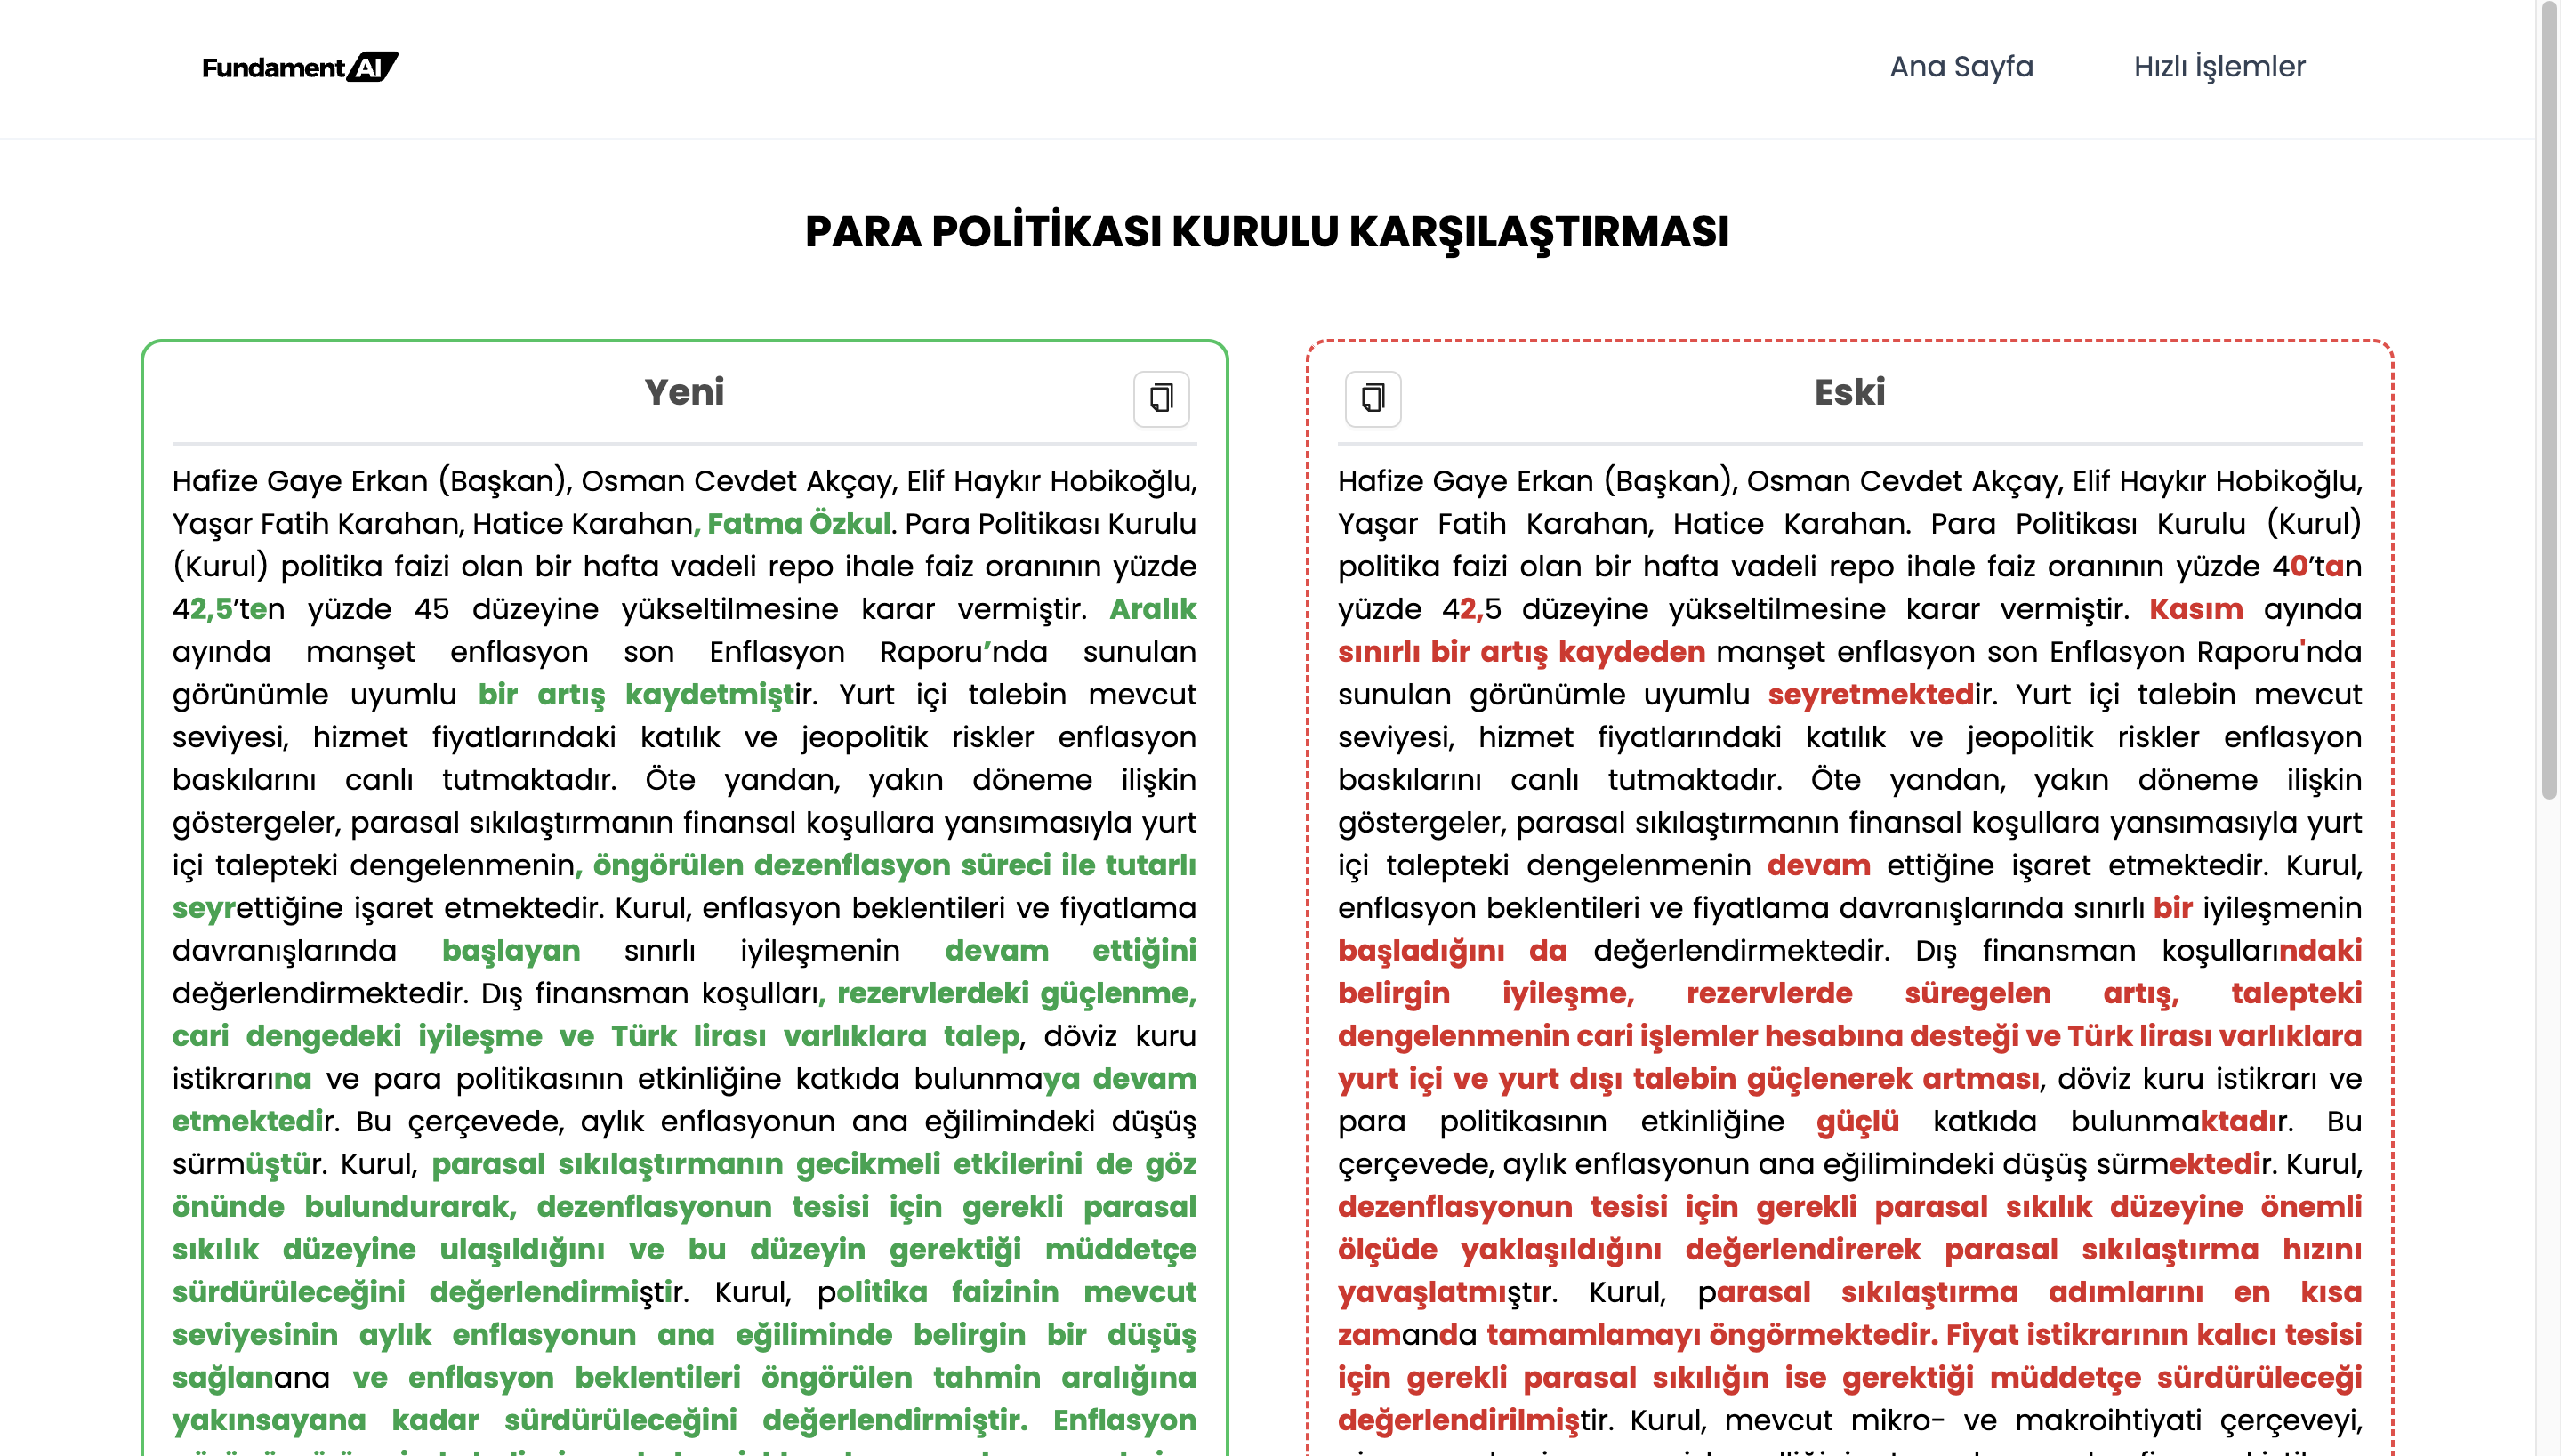 FundamentAI
Ana Sayfa
Hızlı İşlemler
PARA POLİTİKASI KURULU KARŞILAŞTIRMASI
Yeni
Hafize Gaye Erkan (Başkan), Osman Cevdet Akçay, Elif Haykır Hobikoğlu,
Yaşar Fatih Karahan, Hatice Karahan, Fatma Özkul. Para Politikası Kurulu
(Kurul) politika faizi olan bir hafta vadeli repo ihale faiz oranının yüzde
42,5’ten yüzde 45 düzeyine yükseltilmesine karar vermiştir. Aralık
ayında manşet enflasyon son Enflasyon Raporu’nda sunulan
görünümle uyumlu bir artış kaydetmiştir. Yurt içi talebin mevcut
seviyesi, hizmet fiyatlarındaki katılık ve jeopolitik riskler enflasyon
baskılarını canlı tutmaktadır. Öte yandan, yakın döneme ilişkin
göstergeler, parasal sıkılaştırmanın finansal koşullara yansımasıyla yurt
içi talepteki dengelenmenin, öngörülen dezenflasyon süreci ile tutarlı
seyrettiğine işaret etmektedir. Kurul, enflasyon beklentileri ve fiyatlama
davranışlarında başlayan sınırlı iyileşmenin devam ettiğini
değerlendirmektedir. Dış finansman koşulları, rezervlerdeki güçlenme,
cari dengedeki iyileşme ve Türk lirası varlıklara talep, döviz kuru
istikrarına ve para politikasının etkinliğine katkıda bulunmaya devam
etmektedir. Bu çerçevede, aylık enflasyonun ana eğilimindeki düşüş
sürmüştür. Kurul, parasal sıkılaştırmanın gecikmeli etkilerini de göz
önünde bulundurarak, dezenflasyonun tesisi için gerekli parasal
sıkılık düzeyine ulaşıldığını ve bu düzeyin gerektiği müddetçe
sürdürüleceğini değerlendirmiştir. Kurul, politika faizinin mevcut
seviyesinin aylık enflasyonun ana eğiliminde belirgin bir düşüş
sağlanana ve enflasyon beklentileri öngörülen tahmin aralığına
yakınsayana kadar sürdürüleceğini değerlendirmiştir. Enflasyon
Eski
Hafize Gaye Erkan (Başkan), Osman Cevdet Akçay, Elif Haykır Hobikoğlu,
Yaşar Fatih Karahan, Hatice Karahan. Para Politikası Kurulu (Kurul)
politika faizi olan bir hafta vadeli repo ihale faiz oranının yüzde 40’tan
yüzde 42,5 düzeyine yükseltilmesine karar vermiştir. Kasım ayında
sınırlı bir artış kaydeden manşet enflasyon son Enflasyon Raporu'nda
sunulan görünümle uyumlu seyretmektedir. Yurt içi talebin mevcut
seviyesi, hizmet fiyatlarındaki katılık ve jeopolitik riskler enflasyon
baskılarını canlı tutmaktadır. Öte yandan, yakın döneme ilişkin
göstergeler, parasal sıkılaştırmanın finansal koşullara yansımasıyla yurt
içi talepteki dengelenmenin devam ettiğine işaret etmektedir. Kurul,
enflasyon beklentileri ve fiyatlama davranışlarında sınırlı bir iyileşmenin
başladığını da değerlendirmektedir. Dış finansman koşullarındaki
belirgin iyileşme, rezervlerde süregelen artış, talepteki
dengelenmenin cari işlemler hesabına desteği ve Türk lirası varlıklara
yurt içi ve yurt dışı talebin güçlenerek artması, döviz kuru istikrarı ve
para politikasının etkinliğine güçlü katkıda bulunmaktadır. Bu
çerçevede, aylık enflasyonun ana eğilimindeki düşüş sürmektedir. Kurul,
dezenflasyonun tesisi için gerekli parasal sıkılık düzeyine önemli
ölçüde yaklaşıldığını değerlendirerek parasal sıkılaştırma hızını
yavaşlatmıştır. Kurul, parasal sıkılaştırma adımlarını en kısa
zamanda tamamlamayı öngörmektedir. Fiyat istikrarının kalıcı tesisi
için gerekli parasal sıkılığın ise gerektiği müddetçe sürdürüleceği
değerlendirilmiştir. Kurul, mevcut mikro- ve makroihtiyati çerçeveyi,